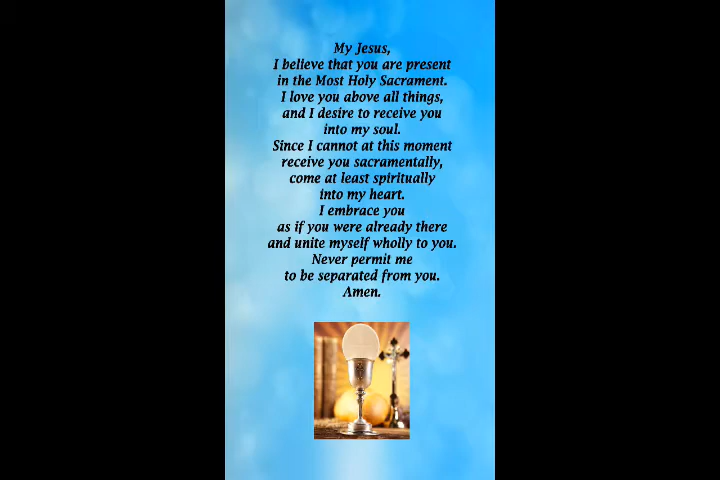 My Jesus,
I believe that you are present
in the Most Holy Sacrament.
I love you above all things,
and I desire to receive you
into my soul.
Since I cannot at this moment
receive you sacramentally,
come at least spiritually
into my heart.
I embrace you
as if you were already there
and unite myself wholly to you.
Never permit me
to be separated from you.
Amen.